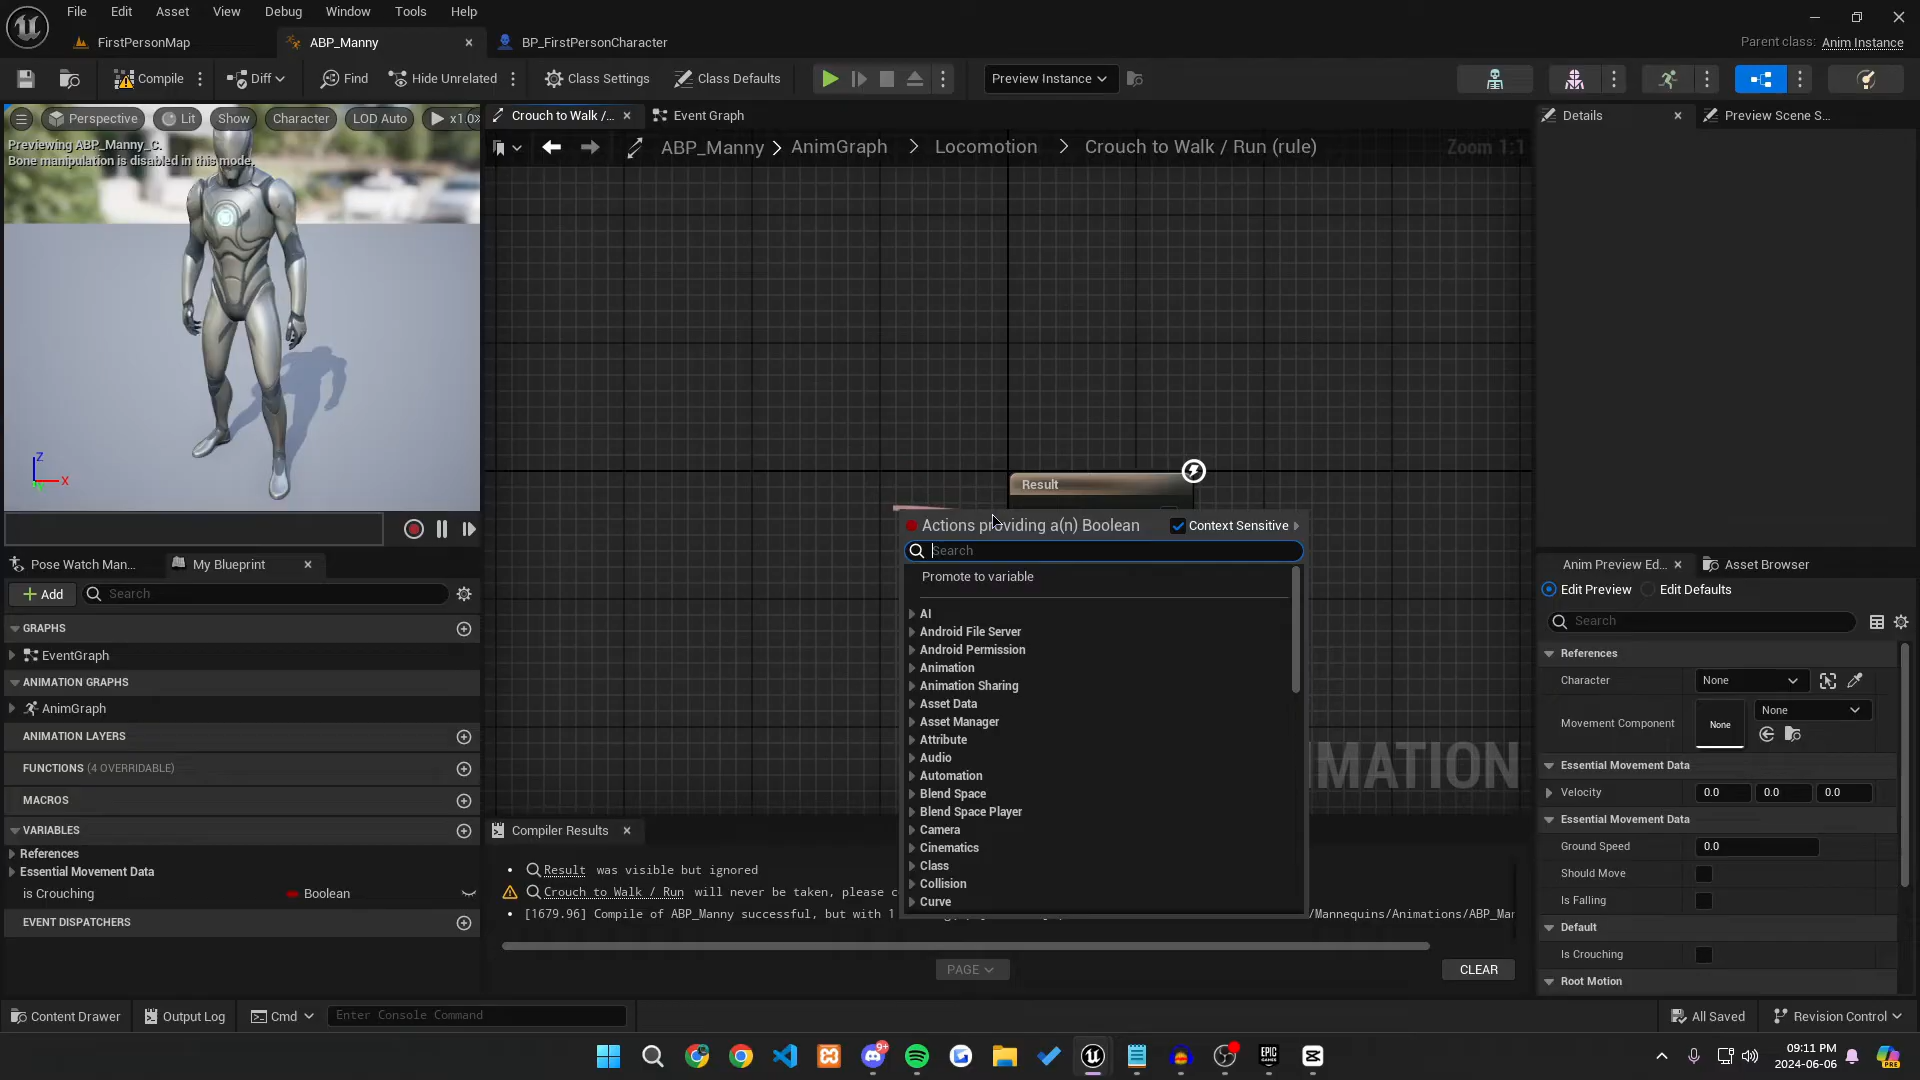 File Edit Asset View Debug Window Tools Help
FirstPersonMap ABP_Manny BP_FirstPersonCharacter
Parent class: Anim Instance
Compile Diff Find Hide Unrelated Class Settings Class Defaults Preview Instance
Perspective Lit Show Character LOD Auto x1.0
Previewing ABP_Manny_C.
Bone manipulation is disabled in this mode.
Z
X
Y
Crouch to Walk /... Event Graph
ABP_Manny > AnimGraph > Locomotion > Crouch to Walk / Run (rule)
Zoom 1:1
Result
Actions providing a(n) Boolean Context Sensitive
Search
Promote to variable
AI
Android File Server
Android Permission
Animation
Animation Sharing
Asset Data
Asset Manager
Attribute
Audio
Automation
Blend Space
Blend Space Player
Camera
Cinematics
Class
Collision
Curve
MATION
Pose Watch Man... My Blueprint
Add Search
GRAPHS
EventGraph
ANIMATION GRAPHS
AnimGraph
ANIMATION LAYERS
FUNCTIONS (4 OVERRIDABLE)
MACROS
VARIABLES
References
Essential Movement Data
is Crouching Boolean
EVENT DISPATCHERS
Compiler Results
Result was visible but ignored
Crouch to Walk / Run will never be taken, please c
[1679.96] Compile of ABP_Manny successful, but with 1
/Mannequins/Animations/ABP_Mar
PAGE
CLEAR
Details Preview Scene S...
Anim Preview Ed... Asset Browser
Edit Preview Edit Defaults
Search
References
Character None
Movement Component None None
Essential Movement Data
Velocity 0.0 0.0 0.0
Essential Movement Data
Ground Speed 0.0
Should Move
Is Falling
Default
Is Crouching
Root Motion
Content Drawer Output Log Cmd Enter Console Command
All Saved Revision Control
9+
EPIC GAMES
09:11 PM
2024-06-06
PRE